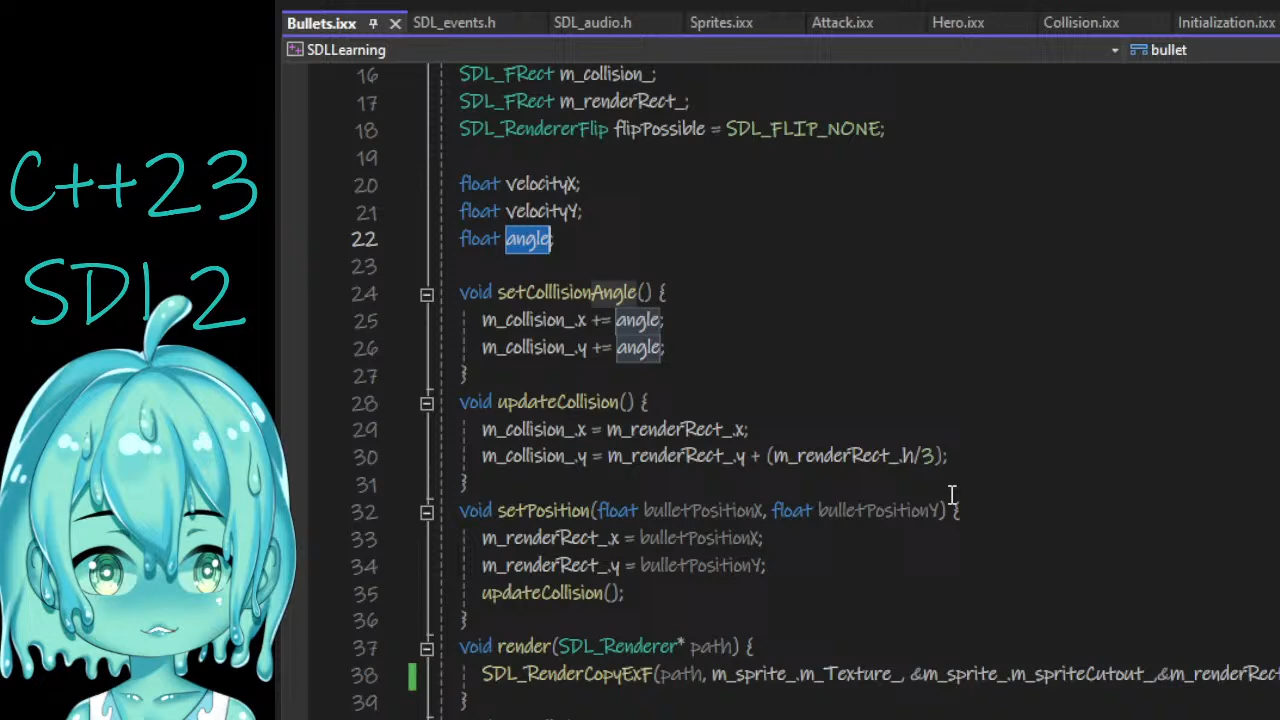 Bullets.ixx
SDL_events.h
SDL_audio.h
Sprites.ixx
Attack.ixx
Hero.ixx
Collision.ixx
Initialization.ixx
SDLLearning
bullet
C++23
SDL2
16 SDL_FRect m_collision_;
17 SDL_FRect m_renderRect_;
18 SDL_RendererFlip flipPossible = SDL_FLIP_NONE;
19
20 float velocityX;
21 float velocityY;
22 float angle;
23
24 void setColllisionAngle() {
25 m_collision_.x += angle;
26 m_collision_.y += angle;
27 }
28 void updateCollision() {
29 m_collision_.x = m_renderRect_.x;
30 m_collision_.y = m_renderRect_.y + (m_renderRect_.h/3);
31 }
32 void setPosition(float bulletPositionX, float bulletPositionY) {
33 m_renderRect_.x = bulletPositionX;
34 m_renderRect_.y = bulletPositionY;
35 updateCollision();
36 }
37 void render(SDL_Renderer* path) {
38 SDL_RenderCopyExF(path, m_sprite_.m_Texture_, &m_sprite_.m_spriteCutout_,&m_renderRect
39 }